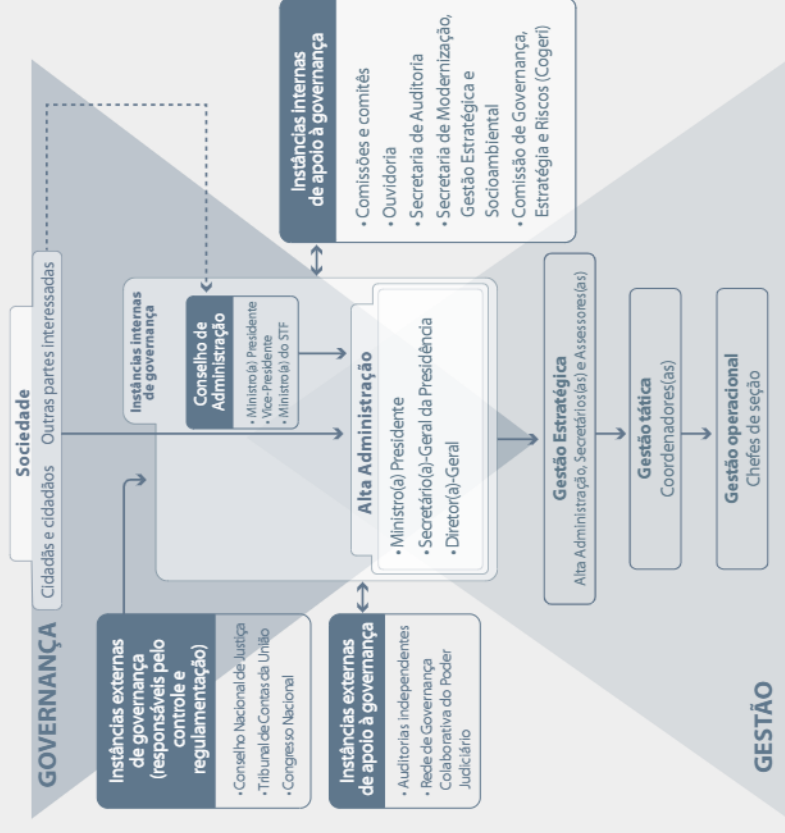 GOVERNANÇA
Sociedade
Cidadãs e cidadãos Outras partes interessadas
Instâncias externas
de governança
(responsáveis pelo
controle e
regulamentação)
• Conselho Nacional de Justiça
• Tribunal de Contas da União
• Congresso Nacional
Instâncias internas
de governança
Conselho de
Administração
• Ministro(a) Presidente
• Vice-Presidente
• Ministro(a) do STF
Instâncias internas
de apoio à governança
• Comissões e comitês
• Ouvidoria
• Secretaria de Auditoria
• Secretaria de Modernização,
Gestão Estratégica e
Socioambiental
• Comissão de Governança,
Estratégia e Riscos (Cogeri)
Instâncias externas
de apoio à governança
• Auditorias independentes
• Rede de Governança
Colaborativa do Poder
Judiciário
Alta Administração
• Ministro(a) Presidente
• Secretário(a)-Geral da Presidência
• Diretor(a)-Geral
Gestão Estratégica
Alta Administração, Secretários(as) e Assessores(as)
Gestão tática
Coordenadores(as)
Gestão operacional
Chefes de seção
GESTÃO